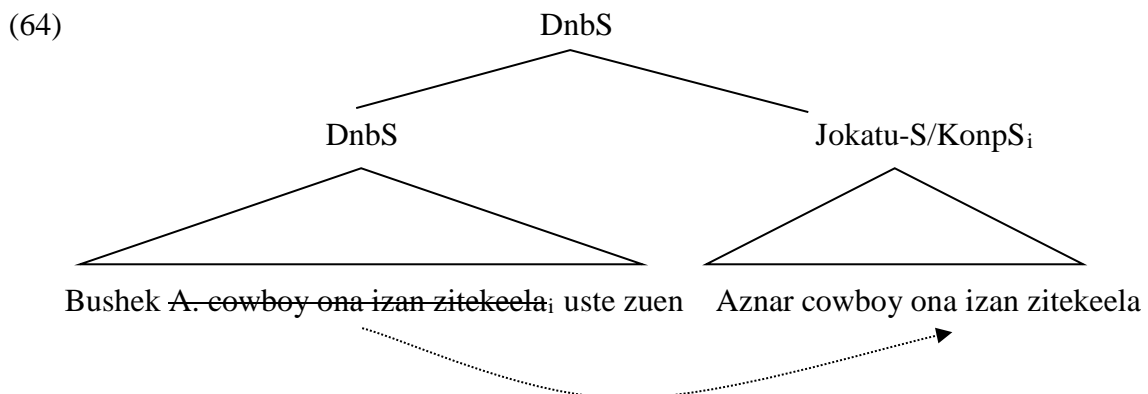 (64) DnbS
DnbS Jokatu-S/KonpSi
Bushek A. cowboy ona izan zitekeelai uste zuen Aznar cowboy ona izan zitekeela